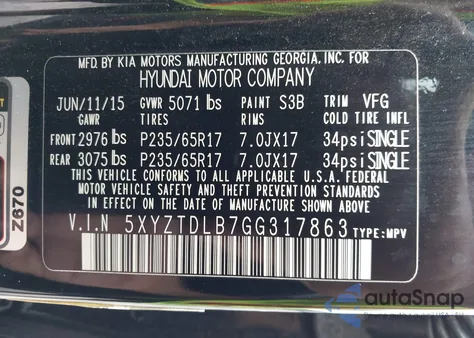 MFD. BY KIA MOTORS MANUFACTURING GEORGIA, INC. FOR
HYUNDAI MOTOR COMPANY
JUN/11/15 GVWR 5071 lbs PAINT S3B TRIM VFG
GAWR TIRES RIMS COLD TIRE INFL
FRONT 2976 lbs P235/65R17 7.0JX17 34psi SINGLE
REAR 3075 lbs P235/65R17 7.0JX17 34psi SINGLE
THIS VEHICLE CONFORMS TO ALL APPLICABLE U.S.A. FEDERAL
MOTOR VEHICLE SAFETY AND THEFT PREVENTION STANDARDS
IN EFFECT ON THE DATE OF MANUFACTURE SHOWN ABOVE.
V.I.N 5XYZTDLB7GG317863 TYPE:MPV
Z670
autoSnap